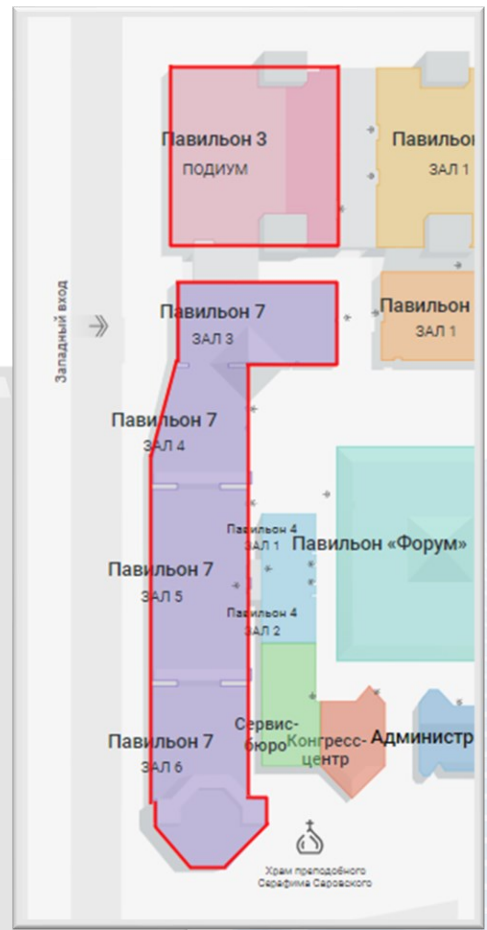 Павильон 3
ПОДИУМ
Павильо
ЗАЛ 1
Западный вход
Павильон 7
ЗАЛ 3
Павильон
ЗАЛ 1
Павильон 7
ЗАЛ 4
Павильон 4
ЗАЛ 1
Павильон «Форум»
Павильон 7
ЗАЛ 5
Павильон 4
ЗАЛ 2
Павильон 7
ЗАЛ 6
Сервис-
бюро
Конгресс-
центр
Администр
Храм преподобного
Серафима Саровского